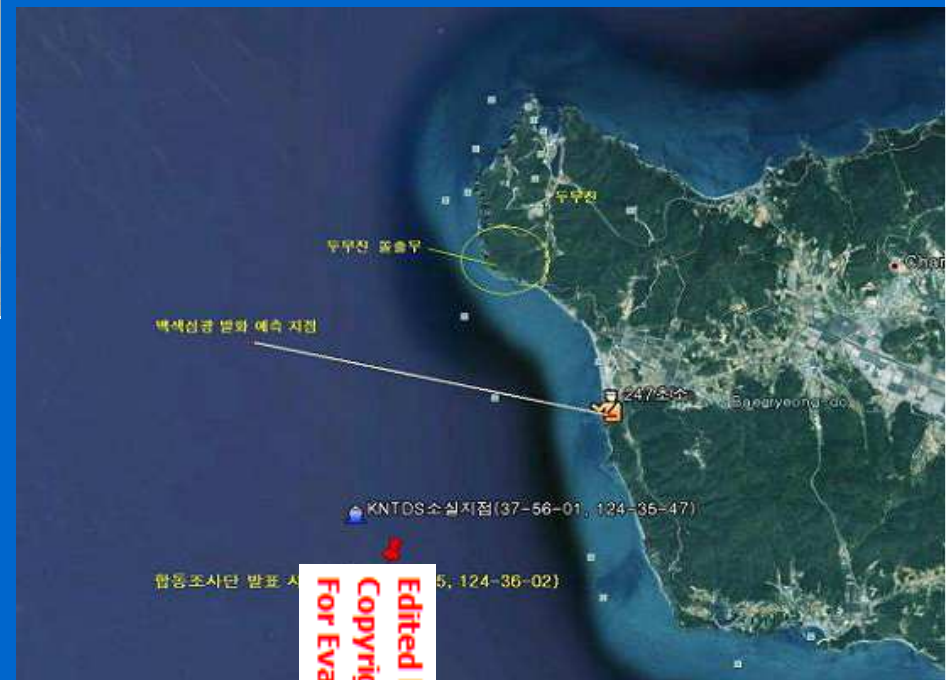 두무진
두무진 돌출부
Chan
백색섬광 발화 예측 지점
247초소
Baegryeong-do
KNTDS소실지점(37-56-01, 124-35-47)
합동조사단 발표 5, 124-36-02)
Edited
Copyrig
For Eva